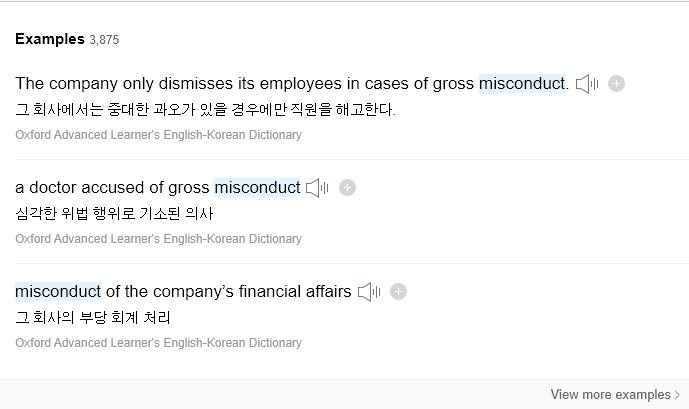 Examples 3,875
The company only dismisses its employees in cases of gross misconduct.
그 회사에서는 중대한 과오가 있을 경우에만 직원을 해고한다.
Oxford Advanced Learner's English-Korean Dictionary
a doctor accused of gross misconduct
심각한 위법 행위로 기소된 의사
Oxford Advanced Learner's English-Korean Dictionary
misconduct of the company’s financial affairs
그 회사의 부당 회계 처리
Oxford Advanced Learner's English-Korean Dictionary
View more examples